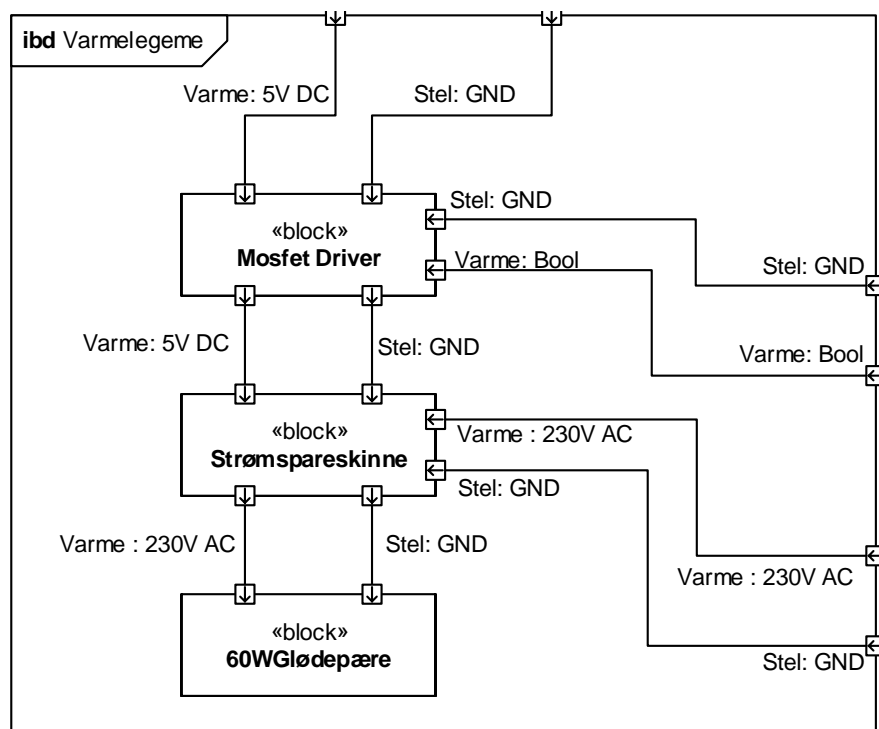 ibd Varmelegeme
Varme: 5V DC
Stel: GND
«block»
Mosfet Driver
Stel: GND
Varme: Bool
Stel: GND
Varme: Bool
Varme: 5V DC
Stel: GND
«block»
Strømspareskinne
Varme : 230V AC
Stel: GND
Varme : 230V AC
Stel: GND
Varme : 230V AC
Stel: GND
«block»
60WGlødepære